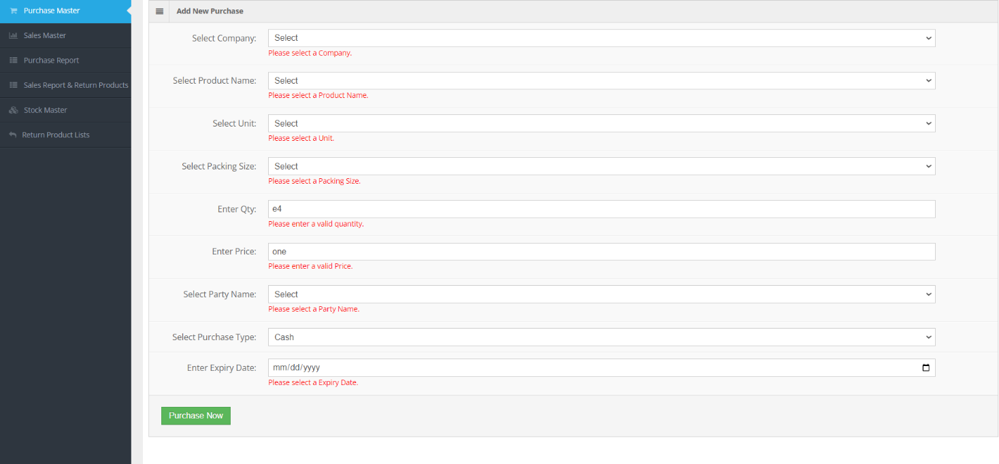 Purchase Master
Sales Master
Purchase Report
Sales Report & Return Products
Stock Master
Return Product Lists
Add New Purchase
Select Company: Select
Please select a Company.
Select Product Name: Select
Please select a Product Name.
Select Unit: Select
Please select a Unit.
Select Packing Size: Select
Please select a Packing Size.
Enter Qty: e4
Please enter a valid quantity.
Enter Price: one
Please enter a valid Price.
Select Party Name: Select
Please select a Party Name.
Select Purchase Type: Cash
Enter Expiry Date: mm/dd/yyyy
Please select a Expiry Date.
Purchase Now